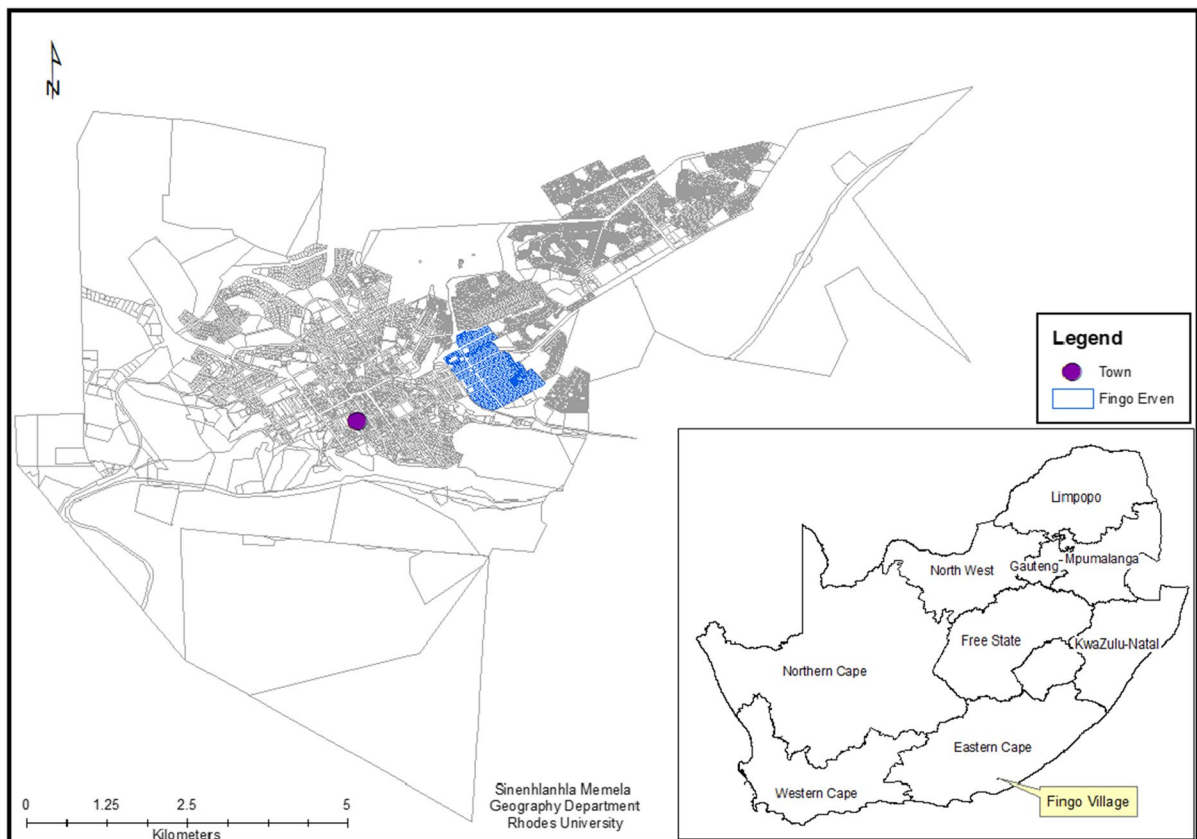 N
Legend
Town
Fingo Erven
Limpopo
North West
Gauteng
Mpumalanga
Free State
KwaZulu-Natal
Northern Cape
Eastern Cape
Western Cape
Fingo Village
Sinenhlanhla Memela
Geography Department
Rhodes University
0 1.25 2.5 5
Kilometers